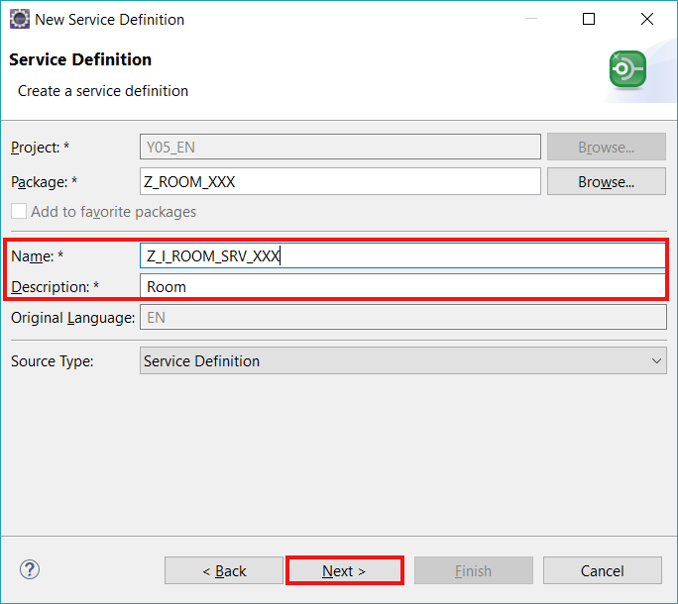 New Service Definition
Service Definition
Create a service definition
Project: * Y05_EN Browse...
Package: * Z_ROOM_XXX Browse...
Add to favorite packages
Name: * Z_I_ROOM_SRV_XXX
Description: * Room
Original Language: EN
Source Type: Service Definition
? < Back Next > Finish Cancel